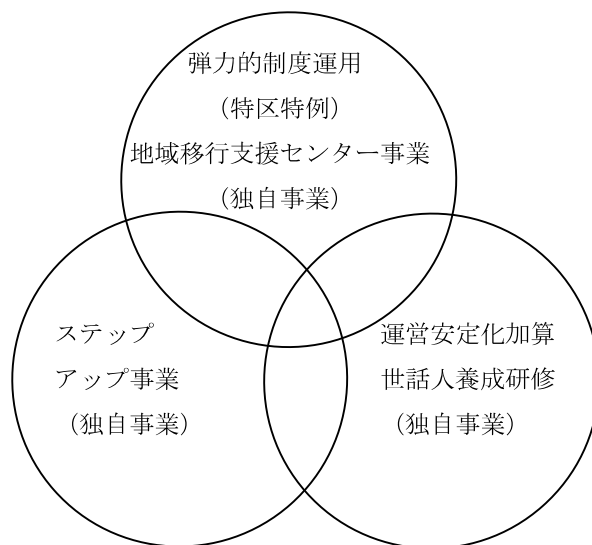 弾力的制度運用
（特区特例）
地域移行支援センター事業
（独自事業）
ステップ
アップ事業
（独自事業）
運営安定化加算
世話人養成研修
（独自事業）